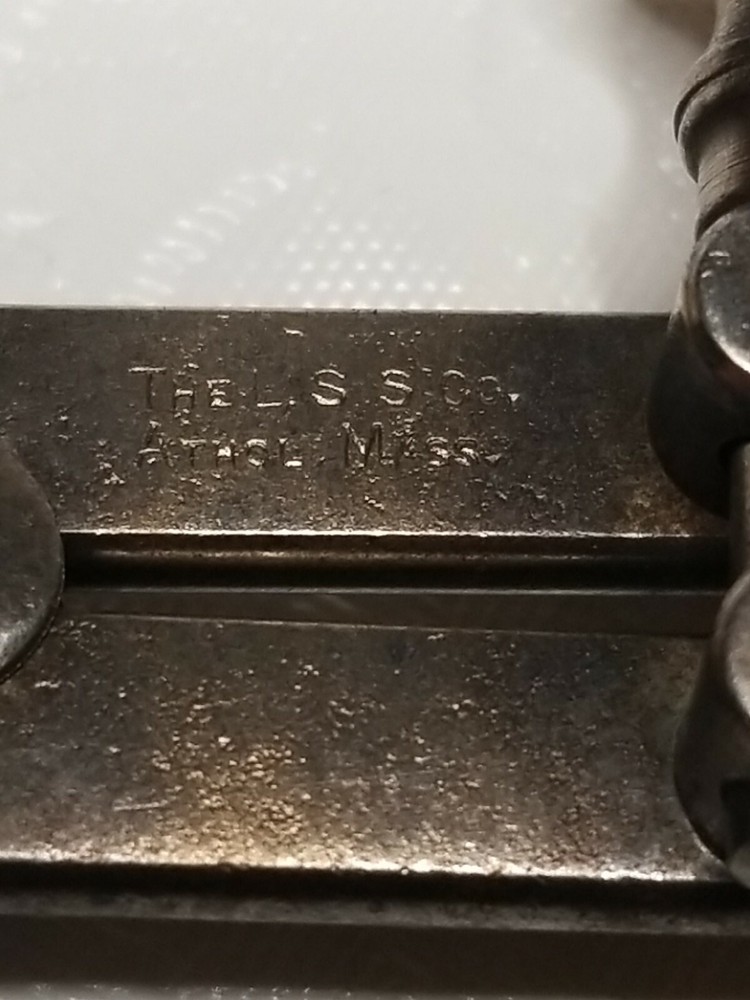 THE L. S. S. CO.
ATHOL, MASS.